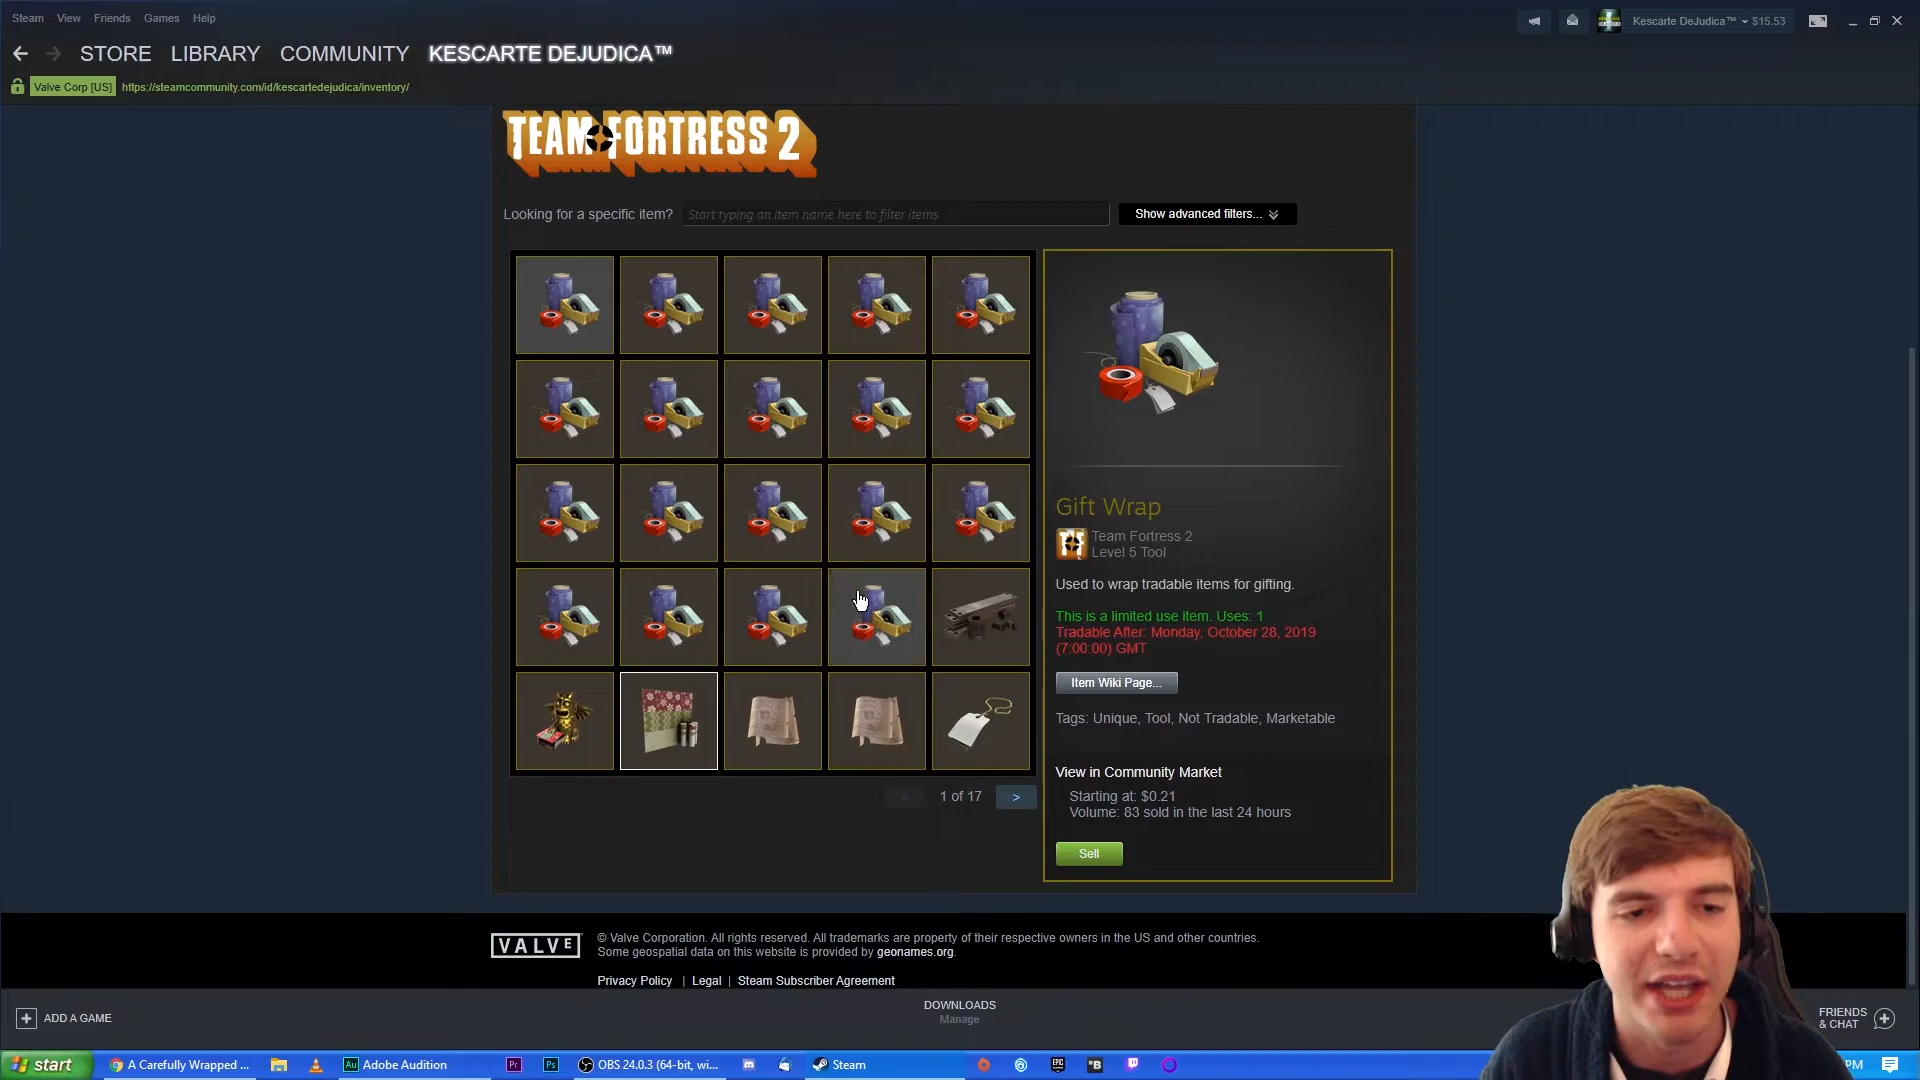 Steam View Friends Games Help
Kescarte DeJudica™ $15.53
STORE LIBRARY COMMUNITY KESCARTE DEJUDICA™
Valve Corp [US] https://steamcommunity.com/id/kescartedejudica/inventory/
TEAM FORTRESS 2
Looking for a specific item? Start typing an item name here to filter items Show advanced filters...
Gift Wrap
Team Fortress 2
Level 5 Tool
Used to wrap tradable items for gifting.
This is a limited use item. Uses: 1
Tradable After: Monday, October 28, 2019
(7:00:00) GMT
Item Wiki Page...
Tags: Unique, Tool, Not Tradable, Marketable
View in Community Market
Starting at: $0.21
Volume: 83 sold in the last 24 hours
Sell
< 1 of 17 >
VALVE
© Valve Corporation. All rights reserved. All trademarks are property of their respective owners in the US and other countries.
Some geospatial data on this website is provided by geonames.org.
Privacy Policy | Legal | Steam Subscriber Agreement
ADD A GAME
DOWNLOADS
Manage
FRIENDS
& CHAT
start A Carefully Wrapped ... Au Adobe Audition Pr Ps OBS 24.0.3 (64-bit, wi... Steam EPIC B PM